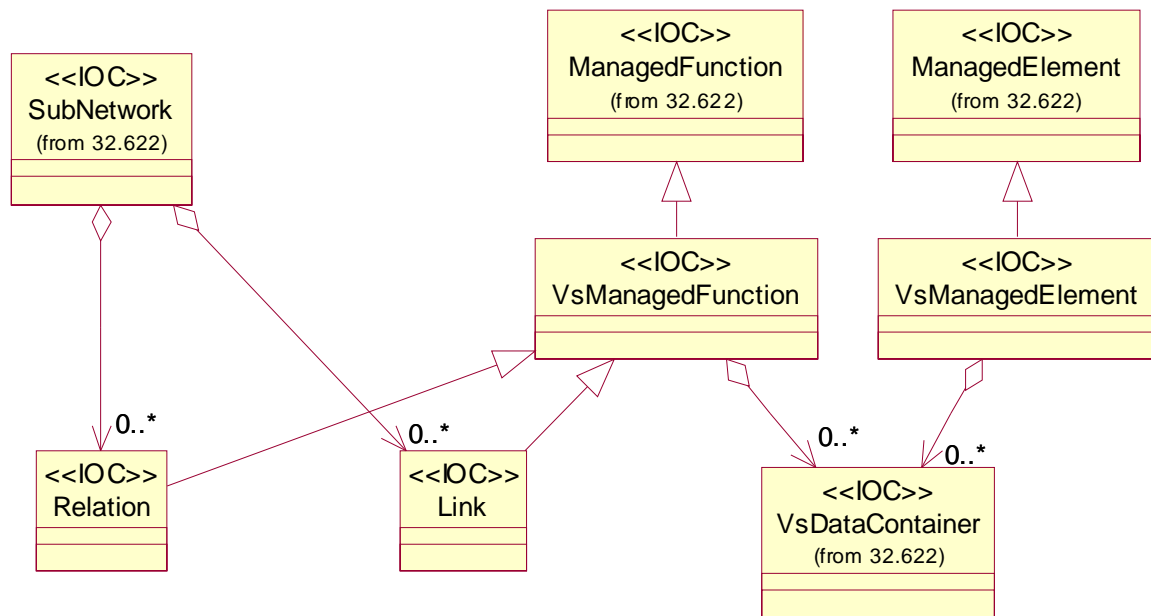 <<IOC>>
SubNetwork
(from 32.622)
<<IOC>>
ManagedFunction
(from 32.622)
<<IOC>>
ManagedElement
(from 32.622)
<<IOC>>
VsManagedFunction
<<IOC>>
VsManagedElement
0..*
0..*
0..*
0..*
<<IOC>>
Relation
<<IOC>>
Link
<<IOC>>
VsDataContainer
(from 32.622)